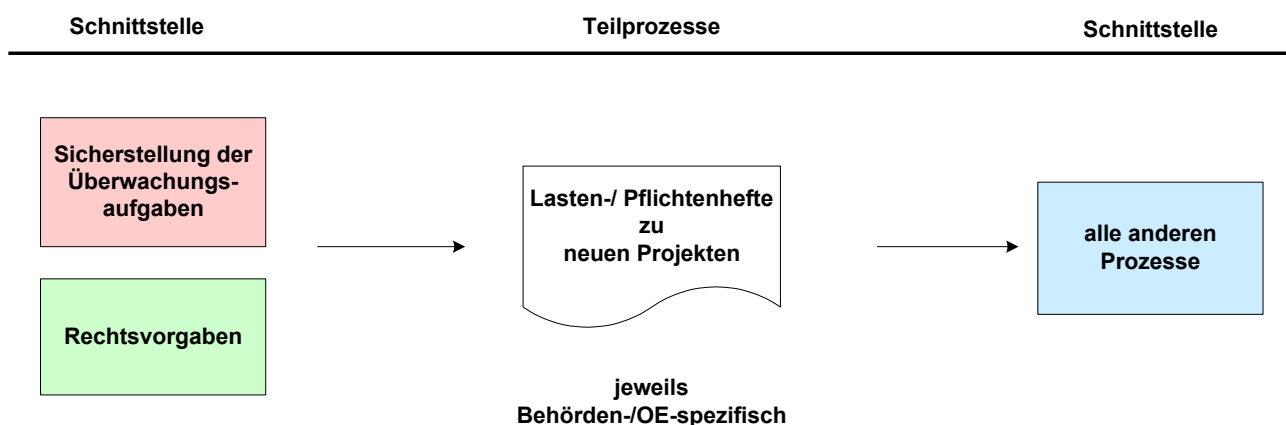 Schnittstelle
Teilprozesse
Schnittstelle
Sicherstellung der
Überwachungs-
aufgaben
Rechtsvorgaben
Lasten-/ Pflichtenhefte
zu
neuen Projekten
jeweils
Behörden-/OE-spezifisch
alle anderen
Prozesse